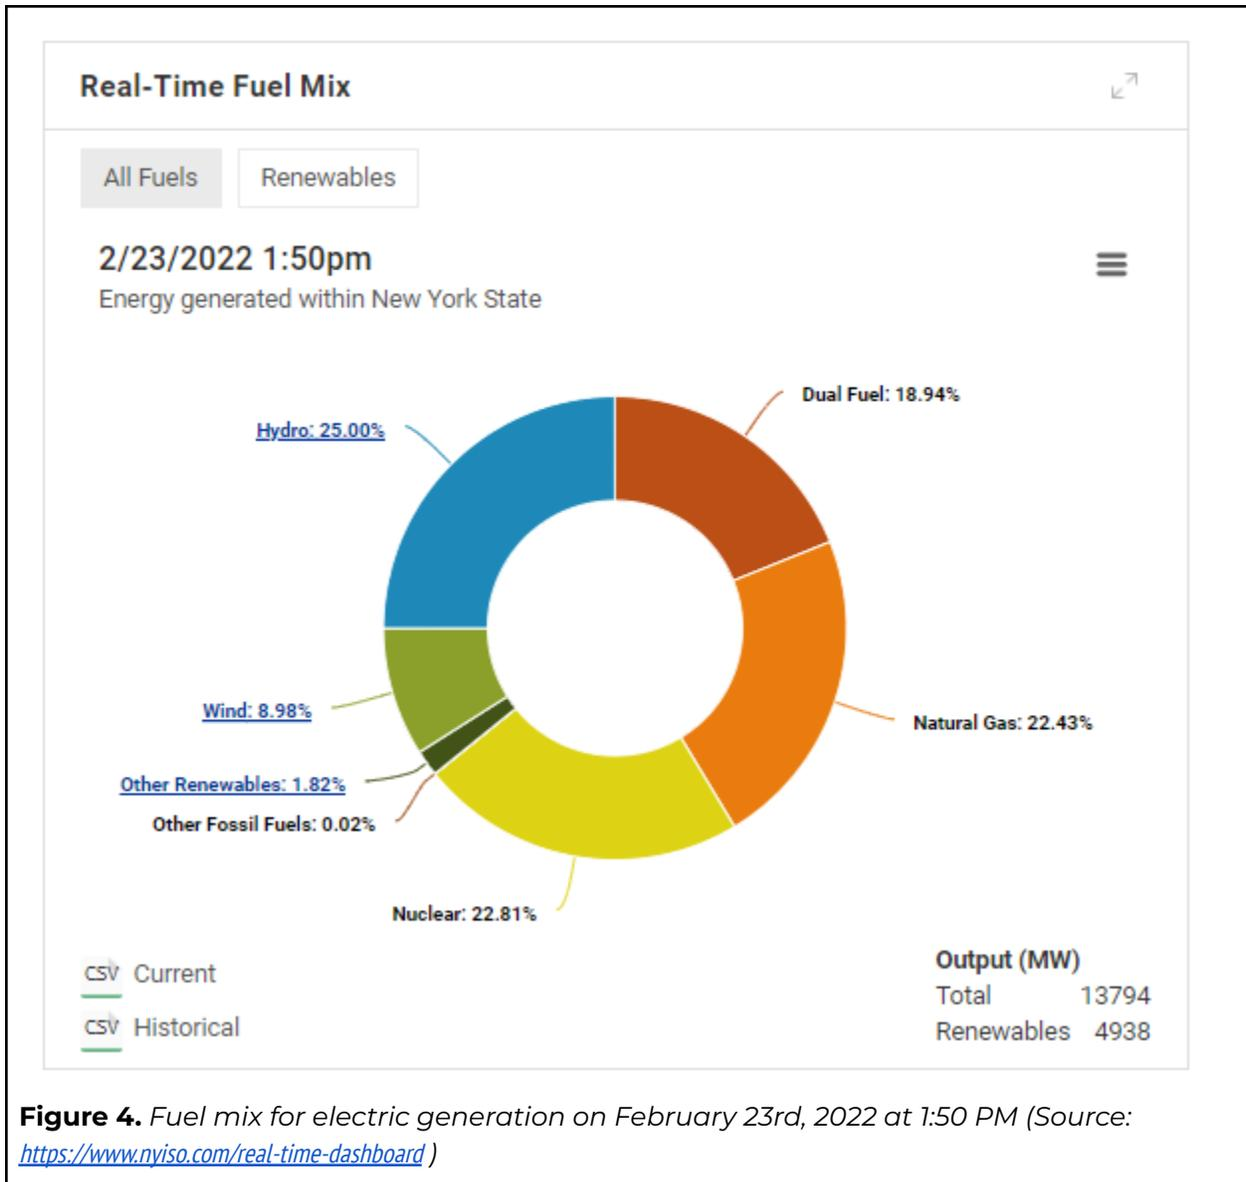 Real-Time Fuel Mix
All Fuels
Renewables
2/23/2022 1:50pm
Energy generated within New York State
Dual Fuel: 18.94%
Hydro: 25.00%
Wind: 8.98%
Natural Gas: 22.43%
Other Renewables: 1.82%
Other Fossil Fuels: 0.02%
Nuclear: 22.81%
CSV Current
CSV Historical
Output (MW)
Total 13794
Renewables 4938
Figure 4. Fuel mix for electric generation on February 23rd, 2022 at 1:50 PM (Source:
https://www.nyiso.com/real-time-dashboard )